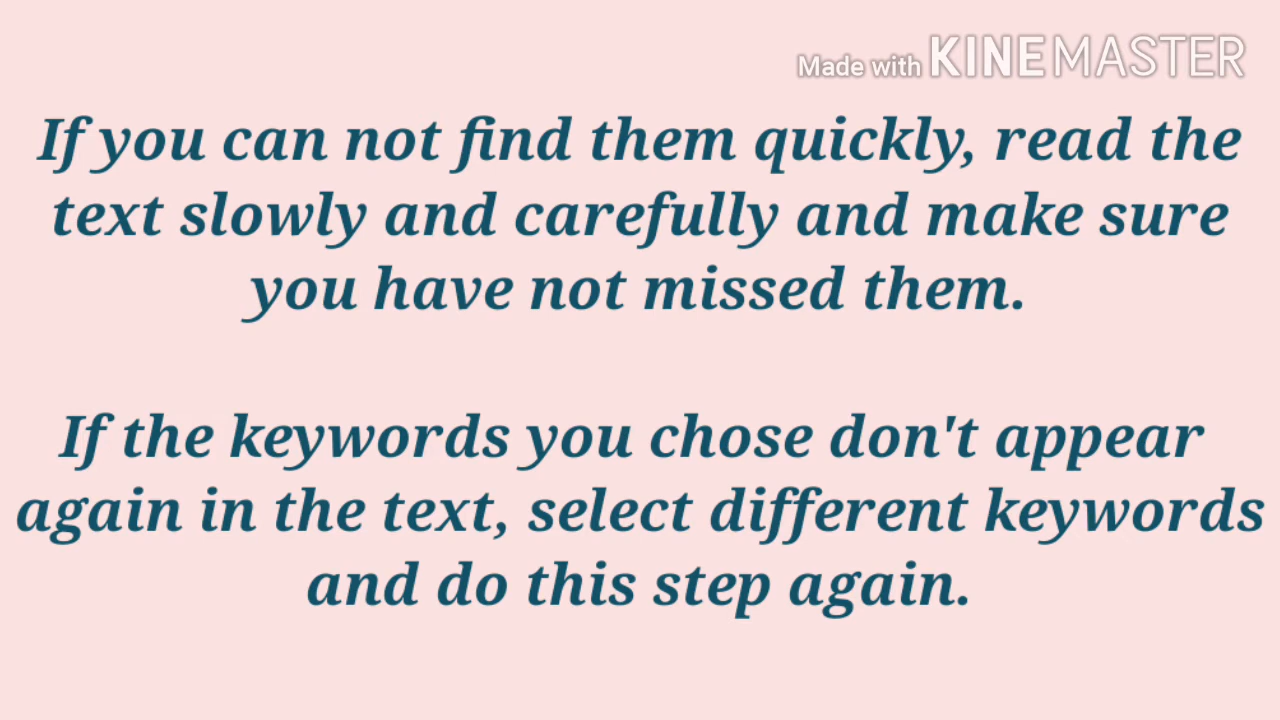 Made with KINEMASTER
If you can not find them quickly, read the
text slowly and carefully and make sure
you have not missed them.
If the keywords you chose don't appear
again in the text, select different keywords
and do this step again.